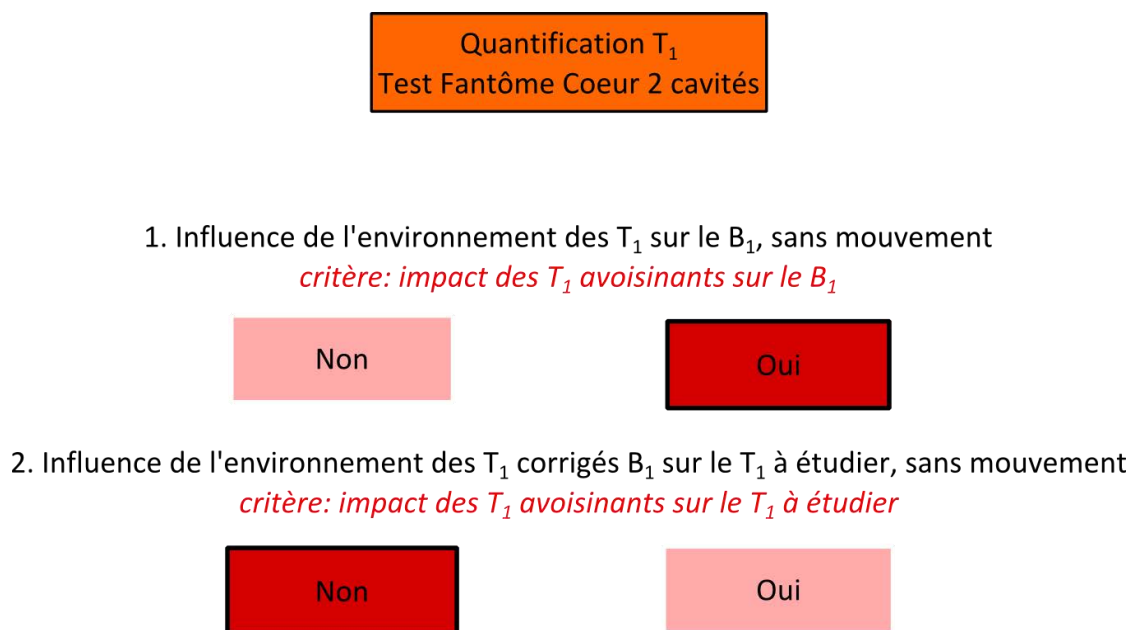 Quantification T₁
Test Fantôme Coeur 2 cavités
1. Influence de l'environnement des T₁ sur le B₁, sans mouvement
critère: impact des T₁ avoisinants sur le B₁
Non
Oui
2. Influence de l'environnement des T₁ corrigés B₁ sur le T₁ à étudier, sans mouvement
critère: impact des T₁ avoisinants sur le T₁ à étudier
Non
Oui